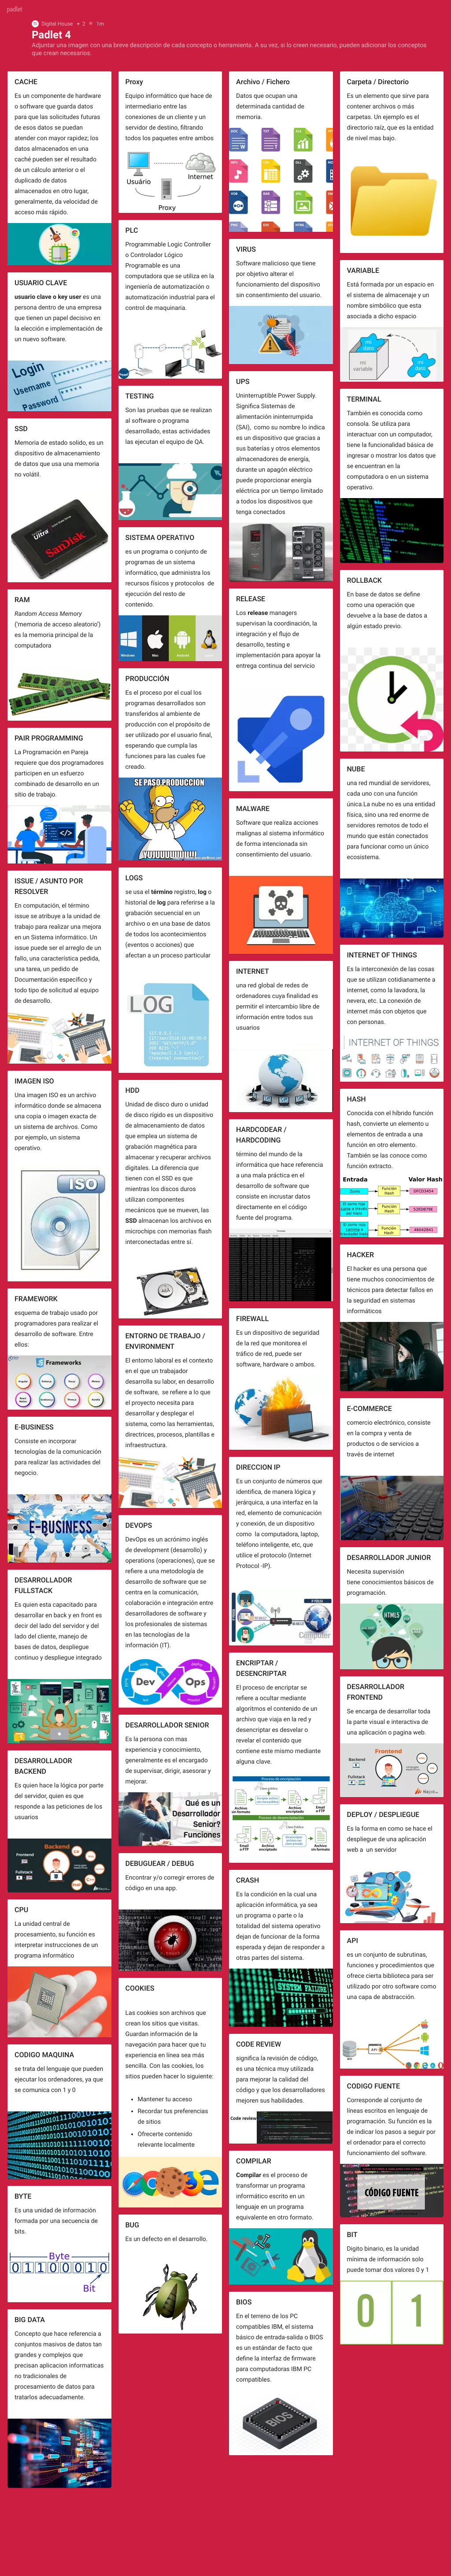 padlet
Digital House + 2 • 1m
Padlet 4
Adjuntar una imagen con una breve descripción de cada concepto o herramienta. A su vez, si lo creen necesario, pueden adicionar los conceptos
que crean necesarios.
CACHE
Es un componente de hardware
o software que guarda datos
para que las solicitudes futuras
de esos datos se puedan
atender con mayor rapidez; los
datos almacenados en una
caché pueden ser el resultado
de un cálculo anterior o el
duplicado de datos
almacenados en otro lugar,
generalmente, da velocidad de
acceso más rápido.
USUARIO CLAVE
usuario clave o key user es una
persona dentro de una empresa
que tienen un papel decisivo en
la elección e implementación de
un nuevo software.
Login
Username
Password
SSD
Memoria de estado solido, es un
dispositivo de almacenamiento
de datos que usa una memoria
no volátil.
Ultra
SanDisk
RAM
Random Access Memory
('memoria de acceso aleatorio')
es la memoria principal de la
computadora
PAIR PROGRAMMING
La Programación en Pareja
requiere que dos programadores
participen en un esfuerzo
combinado de desarrollo en un
sitio de trabajo.
ISSUE / ASUNTO POR
RESOLVER
En computación, el término
issue se atribuye a la unidad de
trabajo para realizar una mejora
en un Sistema informático. Un
issue puede ser el arreglo de un
fallo, una característica pedida,
una tarea, un pedido de
Documentación específico y
todo tipo de solicitud al equipo
de desarrollo.
IMAGEN ISO
Una imagen ISO es un archivo
informático donde se almacena
una copia o imagen exacta de
un sistema de archivos. Como
por ejemplo, un sistema
operativo.
ISO
FRAMEWORK
esquema de trabajo usado por
programadores para realizar el
desarrollo de software. Entre
ellos:
Frameworks
E-BUSINESS
Consiste en incorporar
tecnologías de la comunicación
para realizar las actividades del
negocio.
E-BUSINESS
DESARROLLADOR
FULLSTACK
Es quien esta capacitado para
desarrollar en back y en front es
decir del lado del servidor y del
lado del cliente, manejo de
bases de datos, despliegue
continuo y despliegue integrado
DESARROLLADOR
BACKEND
Es quien hace la lógica por parte
del servidor, quien es que
responde a las peticiones de los
usuarios
Backend
Frontend
Fullstack
CPU
La unidad central de
procesamiento, su función es
interpretar instrucciones de un
programa informático
CODIGO MAQUINA
se trata del lenguaje que pueden
ejecutar los ordenadores, ya que
se comunica con 1 y 0
BYTE
Es una unidad de información
formada por una secuencia de
bits.
Byte
0 1 1 0 0 0 1 0
Bit
BIG DATA
Concepto que hace referencia a
conjuntos masivos de datos tan
grandes y complejos que
precisan aplicacion informaticas
no tradicionales de
procesamiento de datos para
tratarlos adecuadamente.
Proxy
Equipo informático que hace de
intermediario entre las
conexiones de un cliente y un
servidor de destino, filtrando
todos los paquetes entre ambos
Usuário
Internet
Proxy
PLC
Programmable Logic Controller
o Controlador Lógico
Programable es una
computadora que se utiliza en la
ingeniería de automatización o
automatización industrial para el
control de maquinaria.
TESTING
Son las pruebas que se realizan
al software o programa
desarrollado, estas actividades
las ejecutan el equipo de QA.
SISTEMA OPERATIVO
es un programa o conjunto de
programas de un sistema
informático, que administra los
recursos físicos y protocolos de
ejecución del resto de
contenido.
Windows
Mac
Android
PRODUCCIÓN
Es el proceso por el cual los
programas desarrollados son
transferidos al ambiente de
producción con el propósito de
ser utilizado por el usuario final,
esperando que cumpla las
funciones para las cuales fue
creado.
SE PASO PRODUCCION
LOGS
se usa el término registro, log o
historial de log para referirse a la
grabación secuencial en un
archivo o en una base de datos
de todos los acontecimientos
(eventos o acciones) que
afectan a un proceso particular
LOG
HDD
Unidad de disco duro o unidad
de disco rígido es un dispositivo
de almacenamiento de datos
que emplea un sistema de
grabación magnética para
almacenar y recuperar archivos
digitales. La diferencia que
tienen con el SSD es que
mientras los discos duros
utilizan componentes
mecánicos que se mueven, las
SSD almacenan los archivos en
microchips con memorias flash
interconectadas entre sí.
ENTORNO DE TRABAJO /
ENVIRONMENT
El entorno laboral es el contexto
en el que un trabajador
desarrolla su labor, en desarrollo
de software, se refiere a lo que
el proyecto necesita para
desarrollar y desplegar el
sistema, como las herramientas,
directrices, procesos, plantillas e
infraestructura.
DEVOPS
DevOps es un acrónimo inglés
de development (desarrollo) y
operations (operaciones), que se
refiere a una metodología de
desarrollo de software que se
centra en la comunicación,
colaboración e integración entre
desarrolladores de software y
los profesionales de sistemas
en las tecnologías de la
información (IT).
Dev
Ops
DESARROLLADOR SENIOR
Es la persona con mas
experiencia y conocimiento,
generalmente es el encargado
de supervisar, dirigir, asesorar y
mejorar.
Qué es un
Desarrollador
Senior?
Funciones
DEBUGUEAR / DEBUG
Encontrar y/o corregir errores de
código en una app.
COOKIES
Las cookies son archivos que
crean los sitios que visitas.
Guardan información de la
navegación para hacer que tu
experiencia en línea sea más
sencilla. Con las cookies, los
sitios pueden hacer lo siguiente:
• Mantener tu acceso
• Recordar tus preferencias
de sitios
• Ofrecerte contenido
relevante localmente
BUG
Es un defecto en el desarrollo.
Archivo / Fichero
Datos que ocupan una
determinada cantidad de
memoria.
VIRUS
Software malicioso que tiene
por objetivo alterar el
funcionamiento del dispositivo
sin consentimiento del usuario.
UPS
Uninterruptible Power Supply.
Significa Sistemas de
alimentación ininterrumpida
(SAI), como su nombre lo indica
es un dispositivo que gracias a
sus baterías y otros elementos
almacenadores de energía,
durante un apagón eléctrico
puede proporcionar energía
eléctrica por un tiempo limitado
a todos los dispositivos que
tenga conectados
RELEASE
Los release managers
supervisan la coordinación, la
integración y el flujo de
desarrollo, testing e
implementación para apoyar la
entrega continua del servicio
MALWARE
Software que realiza acciones
malignas al sistema informático
de forma intencionada sin
consentimiento del usuario.
INTERNET
una red global de redes de
ordenadores cuya finalidad es
permitir el intercambio libre de
información entre todos sus
usuarios
HARDCODEAR /
HARDCODING
término del mundo de la
informática que hace referencia
a una mala práctica en el
desarrollo de software que
consiste en incrustar datos
directamente en el código
fuente del programa.
FIREWALL
Es un dispositivo de seguridad
de la red que monitorea el
tráfico de red, puede ser
software, hardware o ambos.
DIRECCION IP
Es un conjunto de números que
identifica, de manera lógica y
jerárquica, a una interfaz en la
red, elemento de comunicación
y conexión, de un dispositivo
como la computadora, laptop,
teléfono inteligente, etc, que
utilice el protocolo (Internet
Protocol -IP).
ENCRIPTAR /
DESENCRIPTAR
El proceso de encriptar se
refiere a ocultar mediante
algoritmos el contenido de un
archivo que viaja en la red y
desencriptar es desvelar o
revelar el contenido que
contiene este mismo mediante
alguna clave.
CRASH
Es la condición en la cual una
aplicación informática, ya sea
un programa o parte o la
totalidad del sistema operativo
dejan de funcionar de la forma
esperada y dejan de responder a
otras partes del sistema.
CODE REVIEW
significa la revisión de código,
es una técnica muy utilizada
para mejorar la calidad del
código y que los desarrolladores
mejoren sus habilidades.
Code review
COMPILAR
Compilar es el proceso de
transformar un programa
informático escrito en un
lenguaje en un programa
equivalente en otro formato.
BIOS
En el terreno de los PC
compatibles IBM, el sistema
básico de entrada-salida o BIOS
es un estándar de facto que
define la interfaz de firmware
para computadoras IBM PC
compatibles.
BIOS
Carpeta / Directorio
Es un elemento que sirve para
contener archivos o más
carpetas. Un ejemplo es el
directorio raíz, que es la entidad
de nivel mas bajo.
VARIABLE
Está formada por un espacio en
el sistema de almacenaje y un
nombre simbólico que esta
asociada a dicho espacio
mi
dato
mi
variable
mi
dato
TERMINAL
También es conocida como
consola. Se utiliza para
interactuar con un computador,
tiene la funcionalidad básica de
ingresar o mostrar los datos que
se encuentran en la
computadora o en un sistema
operativo.
ROLLBACK
En base de datos se define
como una operación que
devuelve a la base de datos a
algún estado previo.
NUBE
una red mundial de servidores,
cada uno con una función
única.La nube no es una entidad
física, sino una red enorme de
servidores remotos de todo el
mundo que están conectados
para funcionar como un único
ecosistema.
INTERNET OF THINGS
Es la interconexión de las cosas
que se utilizan cotidianamente a
internet, como la lavadora, la
nevera, etc. La conexión de
internet más con objetos que
con personas.
INTERNET OF THINGS
HASH
Conocida con el híbrido función
hash, convierte un elemento u
elementos de entrada a una
función en otro elemento.
También se las conoce como
función extracto.
Entrada
Valor Hash
Función
Hash
Función
Hash
Función
Hash
HACKER
El hacker es una persona que
tiene muchos conocimientos de
técnicos para detectar fallos en
la seguridad en sistemas
informáticos
E-COMMERCE
comercio electrónico, consiste
en la compra y venta de
productos o de servicios a
través de internet
DESARROLLADOR JUNIOR
Necesita supervisión
tiene conocimientos básicos de
programación.
HTML5
DESARROLLADOR
FRONTEND
Se encarga de desarrollar toda
la parte visual e interactiva de
una aplicación o pagina web.
Frontend
Backend
Fullstack
DEPLOY / DESPLIEGUE
Es la forma en como se hace el
despliegue de una aplicación
web a un servidor
API
es un conjunto de subrutinas,
funciones y procedimientos que
ofrece cierta biblioteca para ser
utilizado por otro software como
una capa de abstracción.
API
CODIGO FUENTE
Corresponde al conjunto de
líneas escritos en lenguaje de
programación. Su función es la
de indicar los pasos a seguir por
el ordenador para el correcto
funcionamiento del software.
CÓDIGO FUENTE
BIT
Dígito binario, es la unidad
mínima de información solo
puede tomar dos valores 0 y 1
0 1